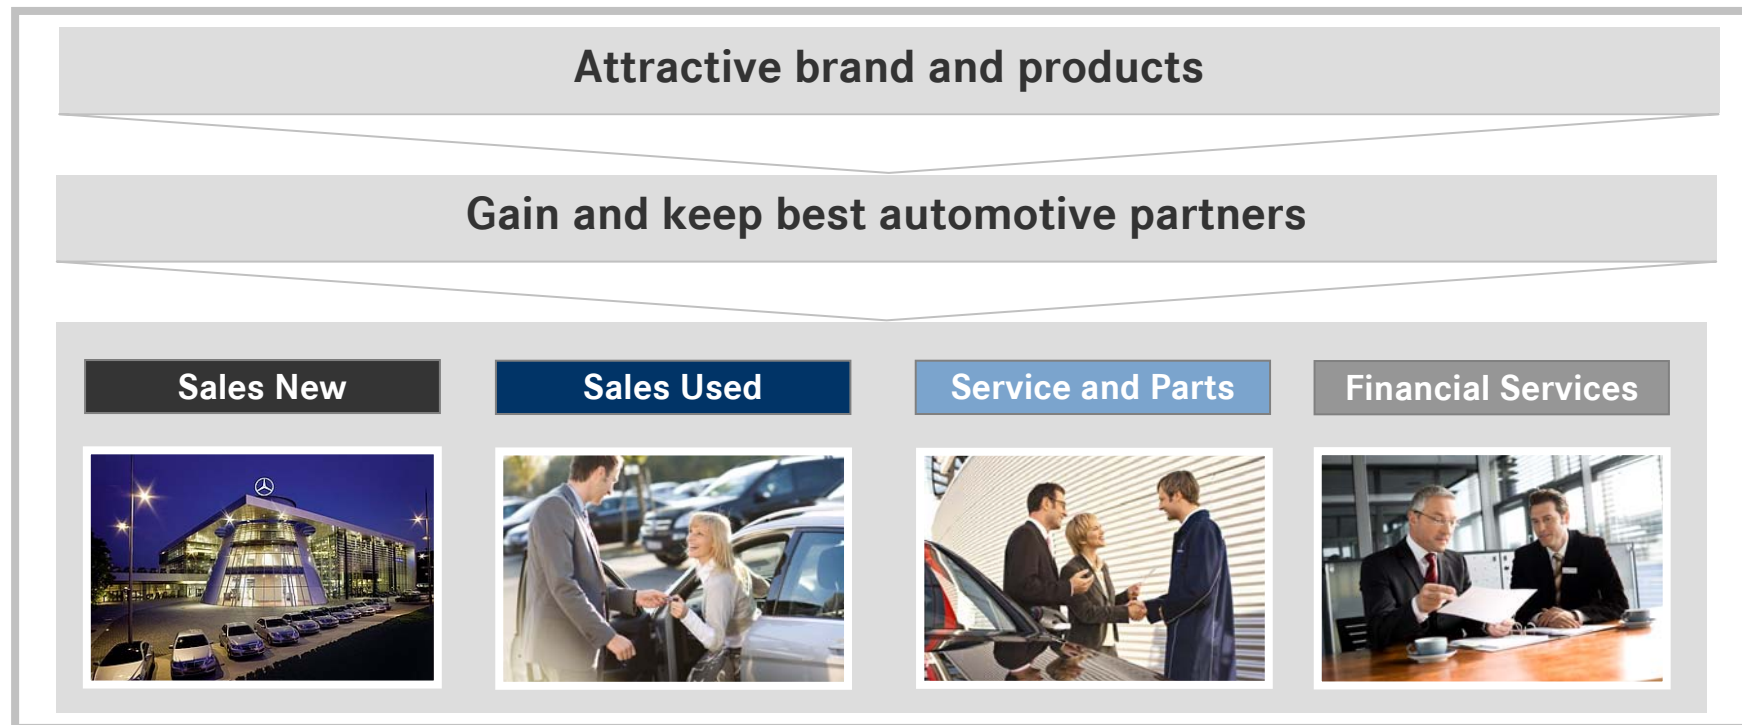 Attractive brand and products
Gain and keep best automotive partners
Sales New
Sales Used
Service and Parts
Financial Services